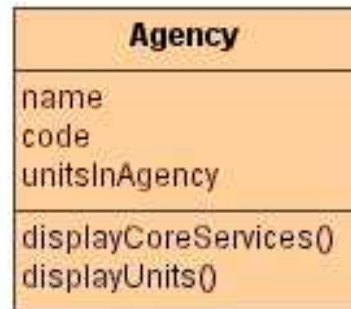 Agency
name
code
unitsInAgency
displayCoreServices()
displayUnits()